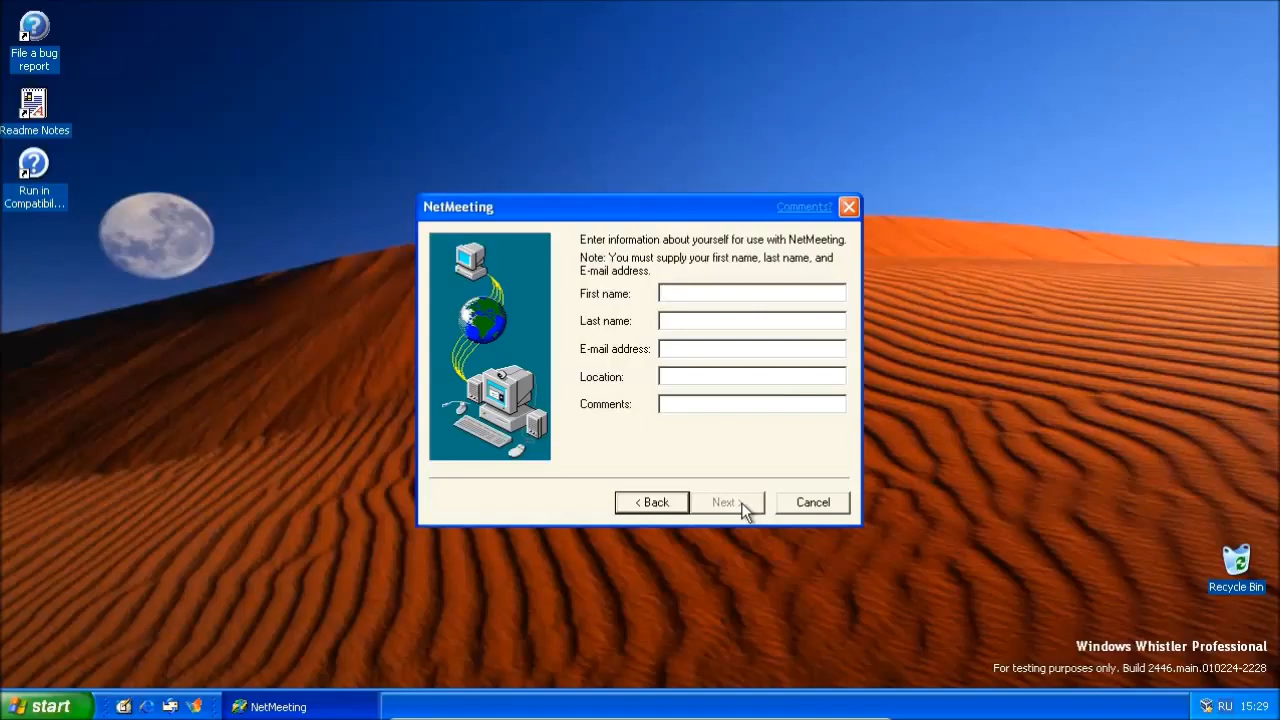 File a bug
report
Readme Notes
Run in
Compatibil...
NetMeeting
Comments?
Enter information about yourself for use with NetMeeting.
Note: You must supply your first name, last name, and
E-mail address.
First name:
Last name:
E-mail address:
Location:
Comments:
< Back
Next >
Cancel
Recycle Bin
Windows Whistler Professional
For testing purposes only. Build 2446.main.010224-2228
start
NetMeeting
RU
15:29